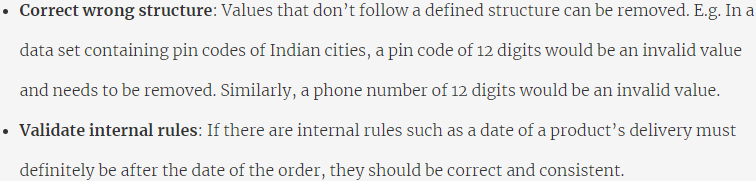 • Correct wrong structure: Values that don’t follow a defined structure can be removed. E.g. In a
data set containing pin codes of Indian cities, a pin code of 12 digits would be an invalid value
and needs to be removed. Similarly, a phone number of 12 digits would be an invalid value.
• Validate internal rules: If there are internal rules such as a date of a product’s delivery must
definitely be after the date of the order, they should be correct and consistent.